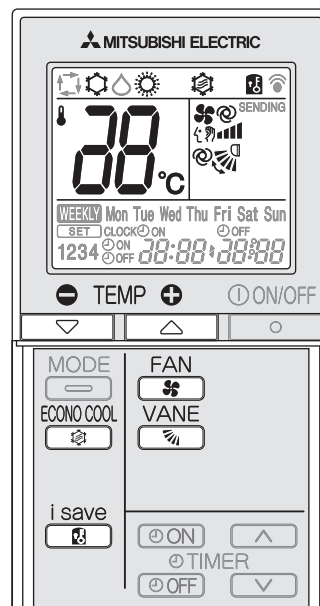 MITSUBISHI ELECTRIC
SENDING
88 °C
WEEKLY Mon Tue Wed Thu Fri Sat Sun
SET CLOCK ON OFF
1234 ON OFF 88:88 88:88
TEMP ON/OFF
MODE FAN
ECONO COOL VANE
i save
ON
TIMER
OFF